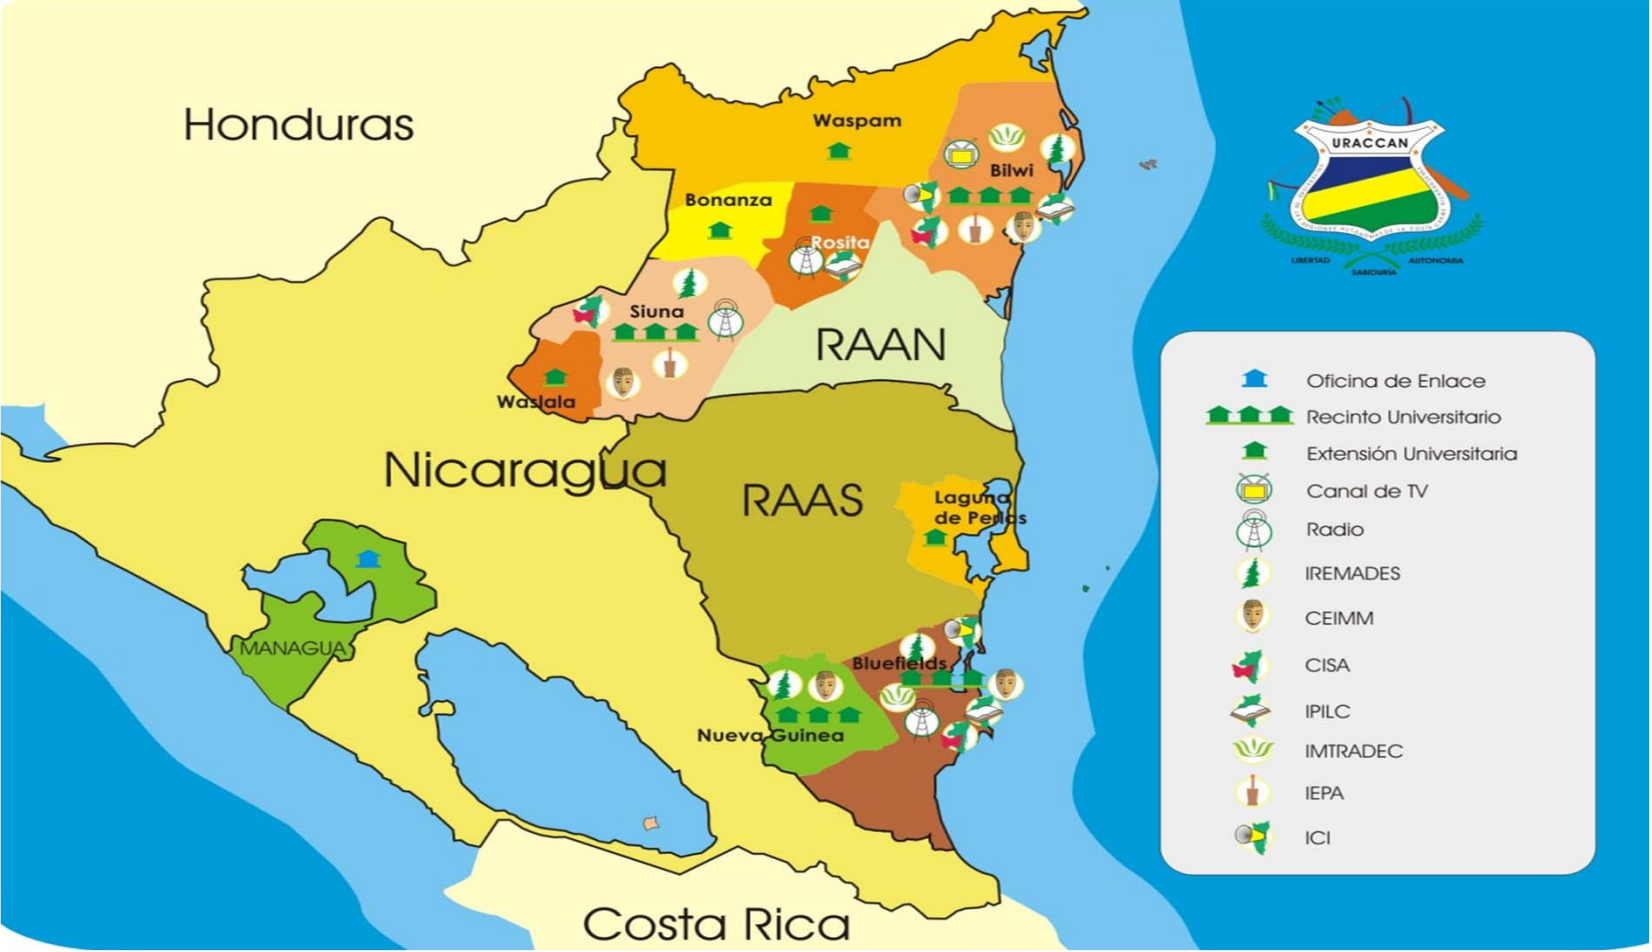 Honduras
Waspam
Bilwi
Bonanza
Rosita
Siuna
RAAN
Waslala
Nicaragua
RAAS
Laguna
de Perlas
MANAGUA
Bluefields
Nueva Guinea
Costa Rica
URACCAN
LIBERTAD
SABIDURIA
AUTONOMIA
Oficina de Enlace
Recinto Universitario
Extensión Universitaria
Canal de TV
Radio
IREMADES
CEIMM
CISA
IPILC
IMTRADEC
IEPA
ICI